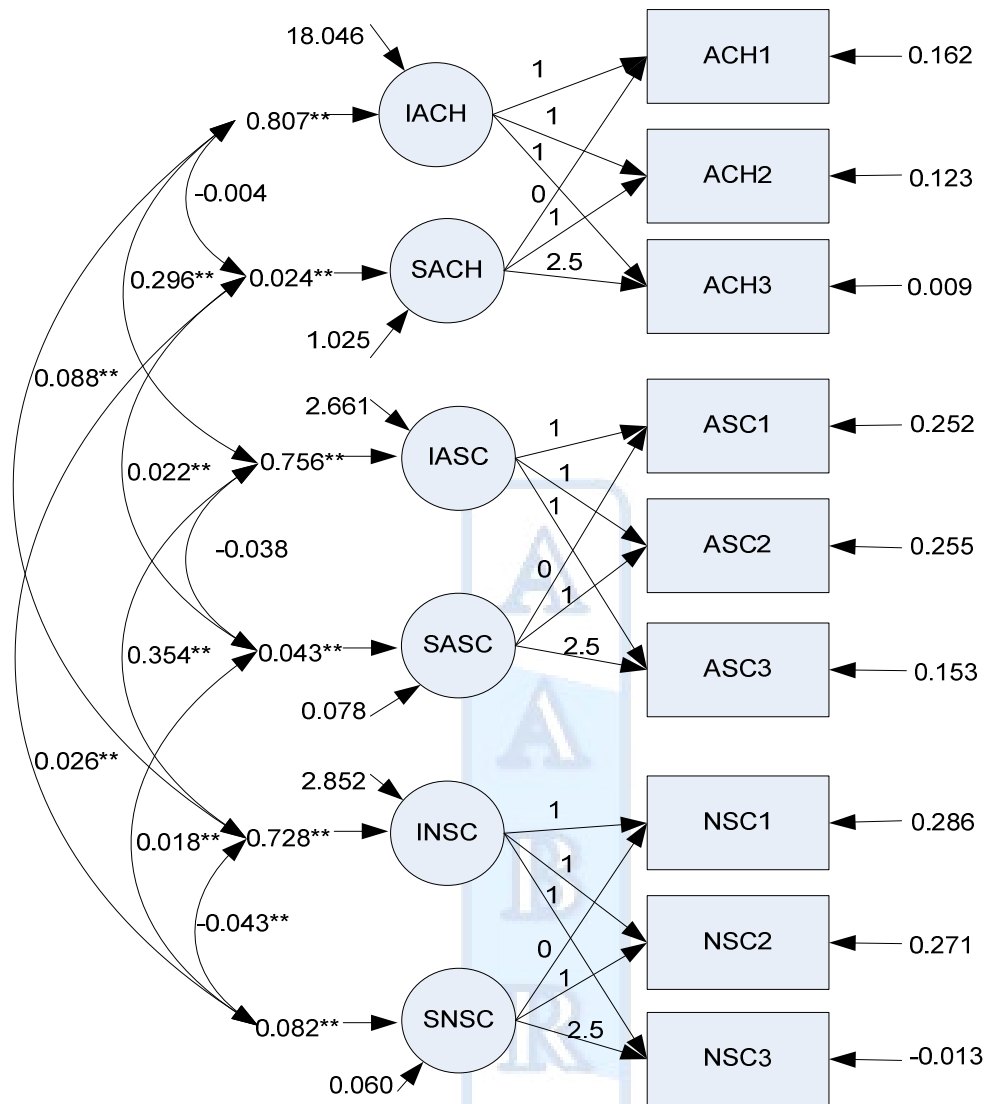 18.046
IACH
0.807**
-0.004
1
1
1
0
1
2.5
ACH1
0.162
ACH2
0.123
ACH3
0.009
SACH
0.024**
1.025
0.296**
0.088**
2.661
IASC
0.756**
0.022**
-0.038
1
1
1
0
1
2.5
ASC1
0.252
ASC2
0.255
ASC3
0.153
SASC
0.043**
0.078
0.354**
0.026**
2.852
INSC
0.728**
0.018**
-0.043**
1
1
1
0
1
2.5
NSC1
0.286
NSC2
0.271
NSC3
-0.013
SNSC
0.082**
0.060
A
A
B
R